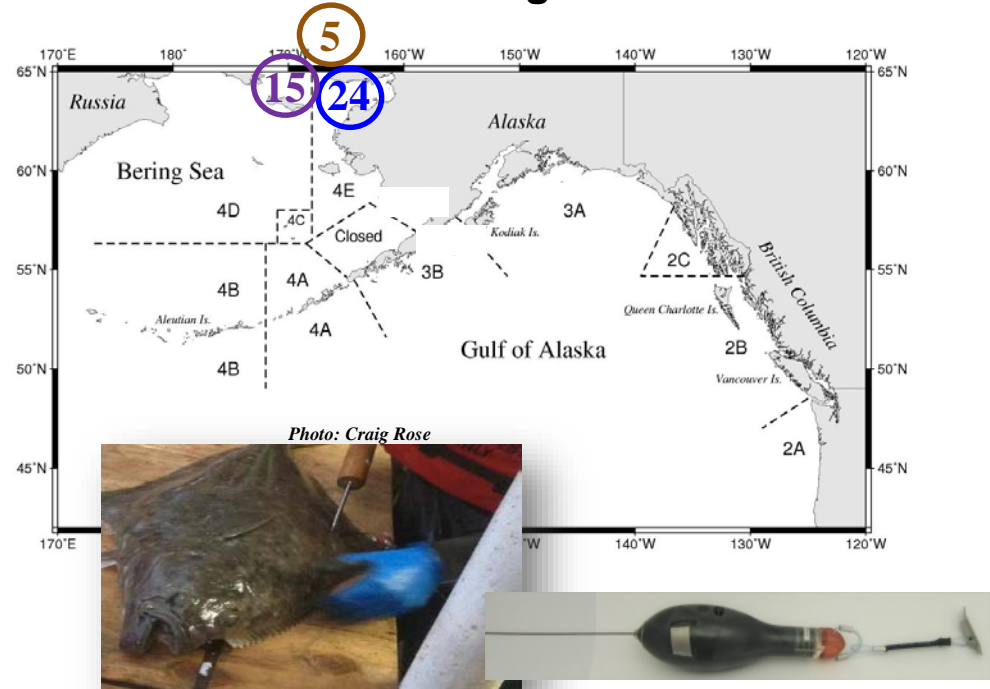 g
5
170˚E 180˚ 160˚W 150˚W 140˚W 130˚W 120˚W
65˚N 15 24 65˚N
Russia
Alaska
60˚N 60˚N
Bering Sea
4E
4D 4C 3A
Closed Kodiak Is.
2C
55˚N 4A 3B 55˚N
4B
British Columbia
Queen Charlotte Is.
Aleutian Is.
4A
Gulf of Alaska 2B
50˚N 4B 50˚N
Vancouver Is.
Photo: Craig Rose
2A
45˚N 45˚N
170˚E ˚W 140˚W 130˚W 120˚W